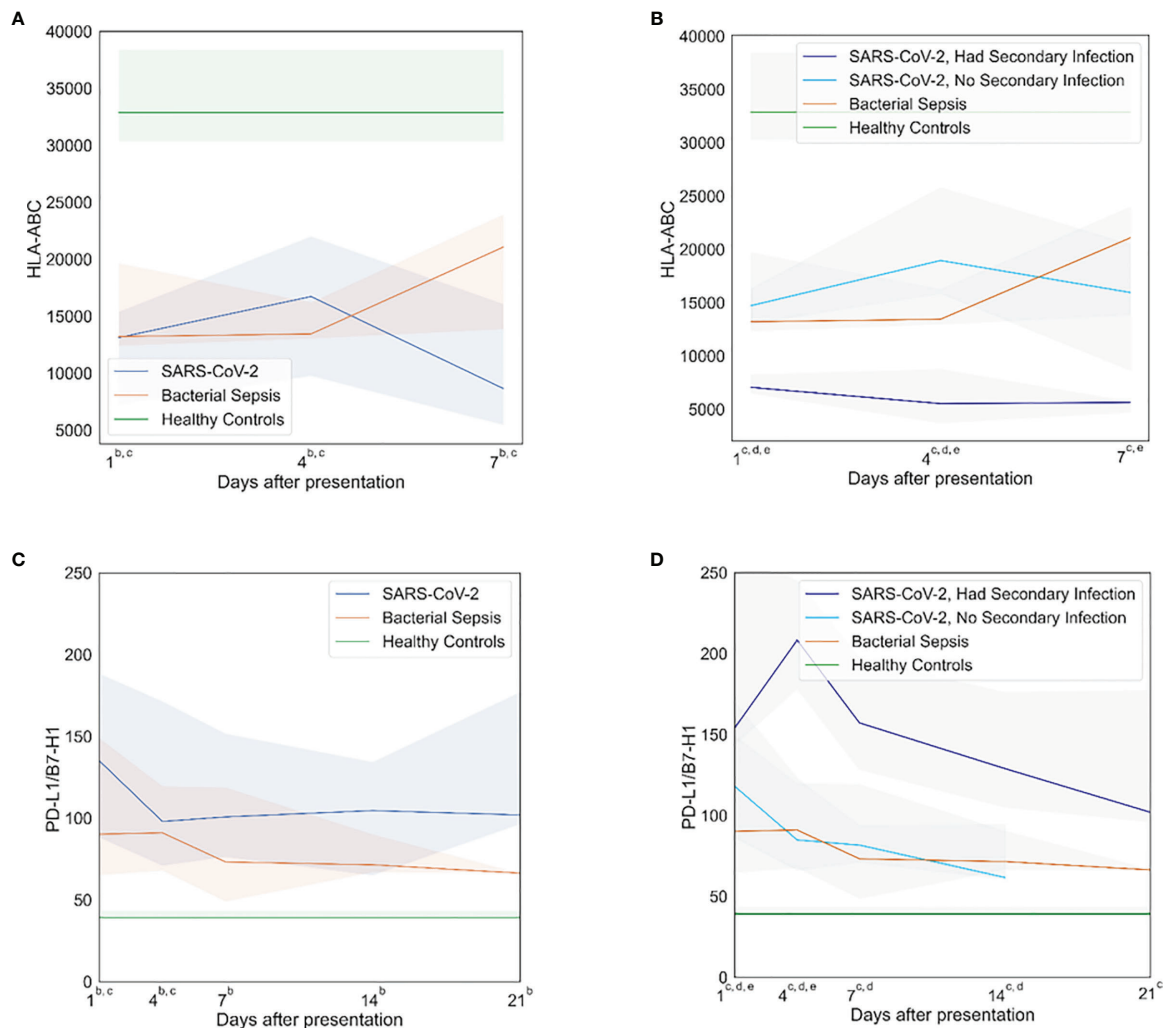 A
HLA-ABC
40000
35000
30000
25000
20000
15000
10000
5000
SARS-CoV-2
Bacterial Sepsis
Healthy Controls
1b, c
4b, c
7b, c
Days after presentation
B
HLA-ABC
40000
35000
30000
25000
20000
15000
10000
5000
SARS-CoV-2, Had Secondary Infection
SARS-CoV-2, No Secondary Infection
Bacterial Sepsis
Healthy Controls
1c, d, e
4c, d, e
7c, e
Days after presentation
C
PD-L1/B7-H1
250
200
150
100
50
0
SARS-CoV-2
Bacterial Sepsis
Healthy Controls
1b, c
4b, c
7b
14b
21b
Days after presentation
D
PD-L1/B7-H1
250
200
150
100
50
0
SARS-CoV-2, Had Secondary Infection
SARS-CoV-2, No Secondary Infection
Bacterial Sepsis
Healthy Controls
1c, d, e
4c, d, e
7c, d
14c, d
21c
Days after presentation